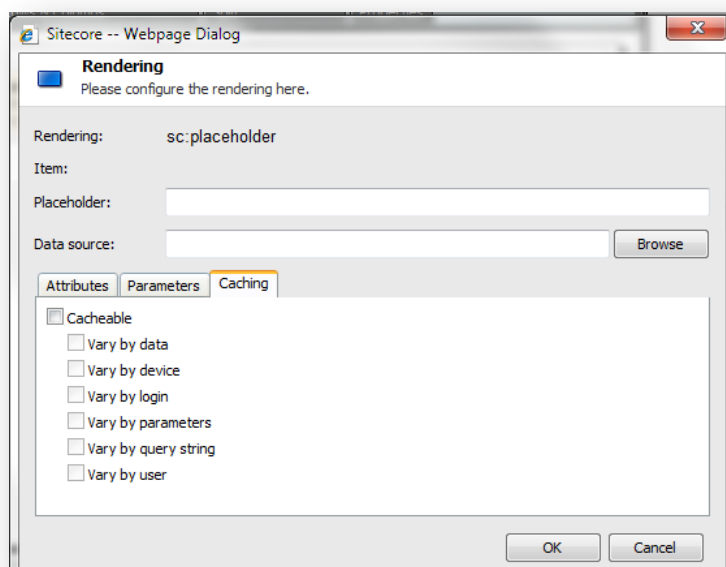 Sitecore -- Webpage Dialog
Rendering
Please configure the rendering here.
Rendering: sc:placeholder
Item:
Placeholder:
Data source: Browse
Attributes Parameters Caching
Cacheable
Vary by data
Vary by device
Vary by login
Vary by parameters
Vary by query string
Vary by user
OK Cancel